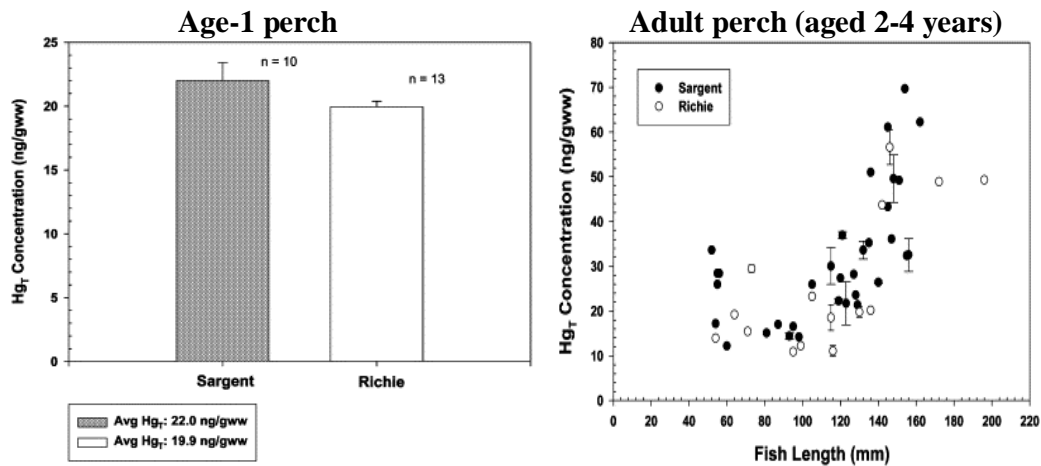 Age-1 perch
25
20
15
10
5
0
Hg_T Concentration (ng/gww)
n = 10
n = 13
Sargent
Richie
Avg Hg_T: 22.0 ng/gww
Avg Hg_T: 19.9 ng/gww
Adult perch (aged 2-4 years)
80
70
60
50
40
30
20
10
0
Hg_T Concentration (ng/gww)
Sargent
Richie
0 20 40 60 80 100 120 140 160 180 200 220
Fish Length (mm)